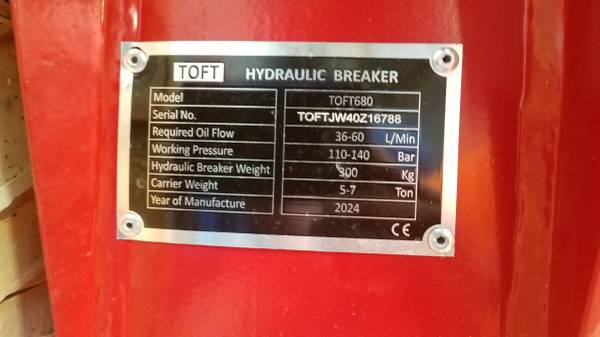 TOFT HYDRAULIC BREAKER
Model TOFT680
Serial No. TOFTJW40Z16788
Required Oil Flow 36-60 L/Min
Working Pressure 110-140 Bar
Hydraulic Breaker Weight 300 Kg
Carrier Weight 5-7 Ton
Year of Manufacture 2024
CE